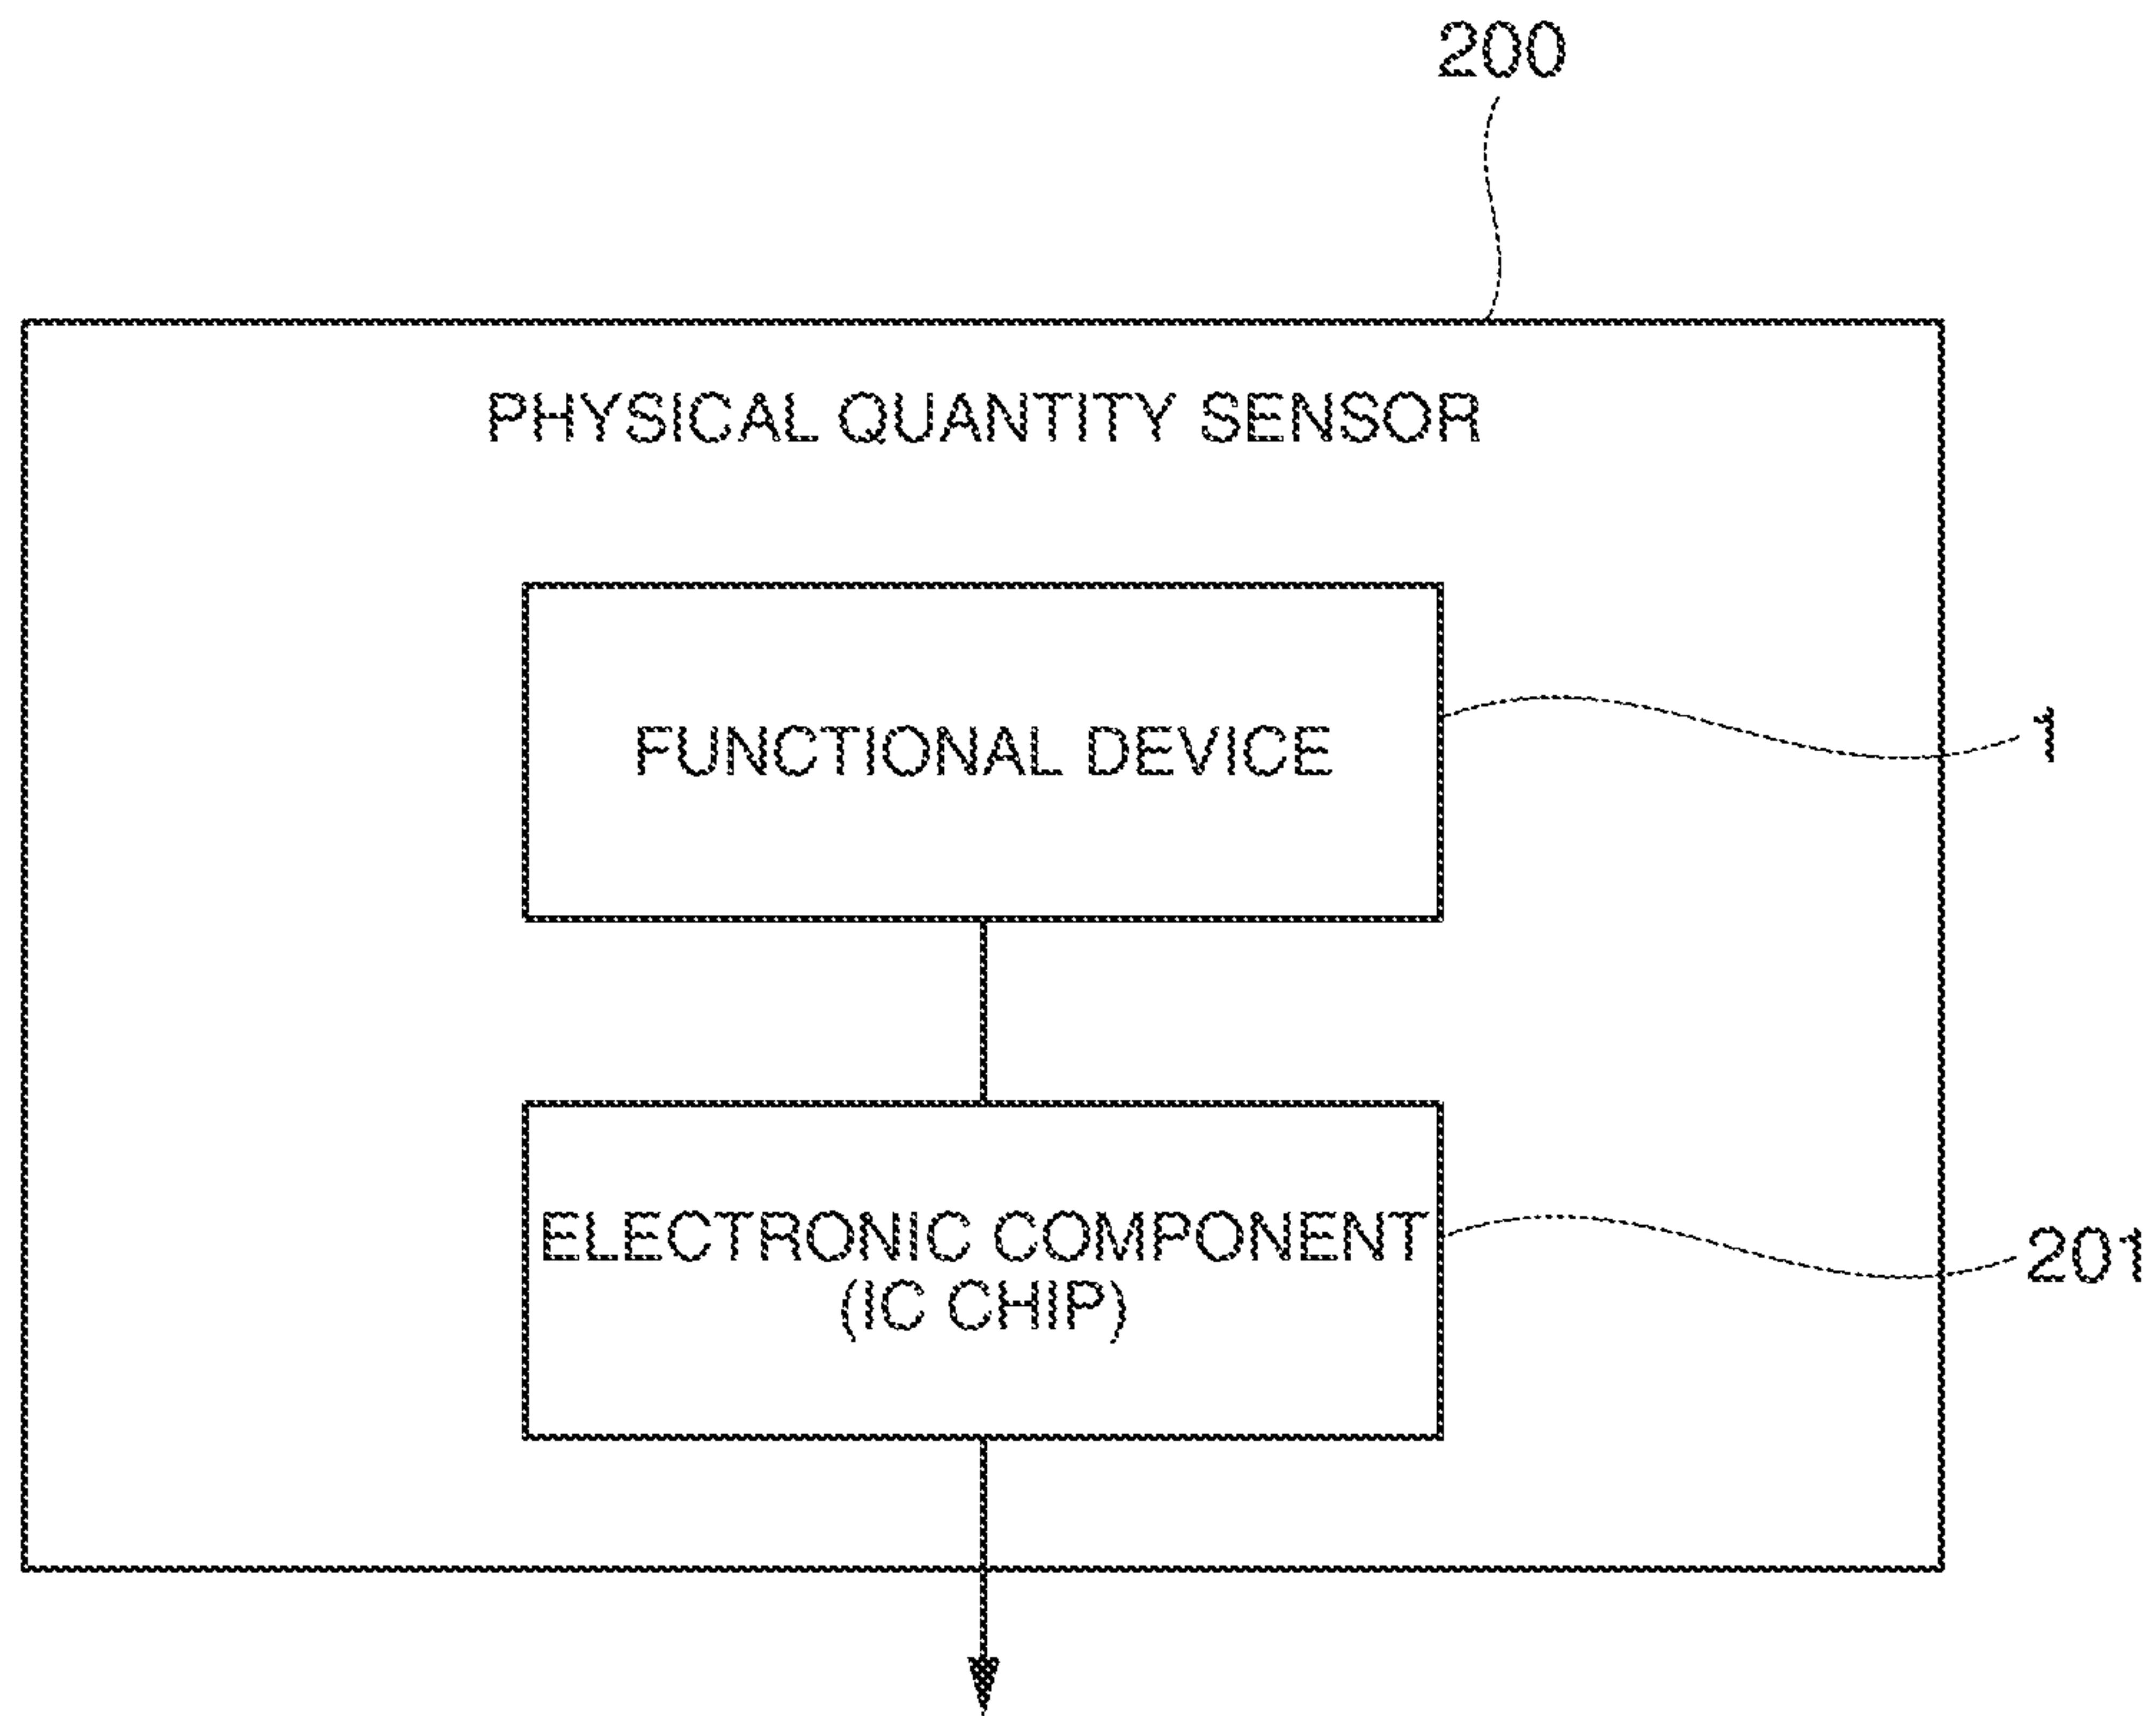 200
PHYSICAL QUANTITY SENSOR
FUNCTIONAL DEVICE
1
ELECTRONIC COMPONENT
(IC CHIP)
201